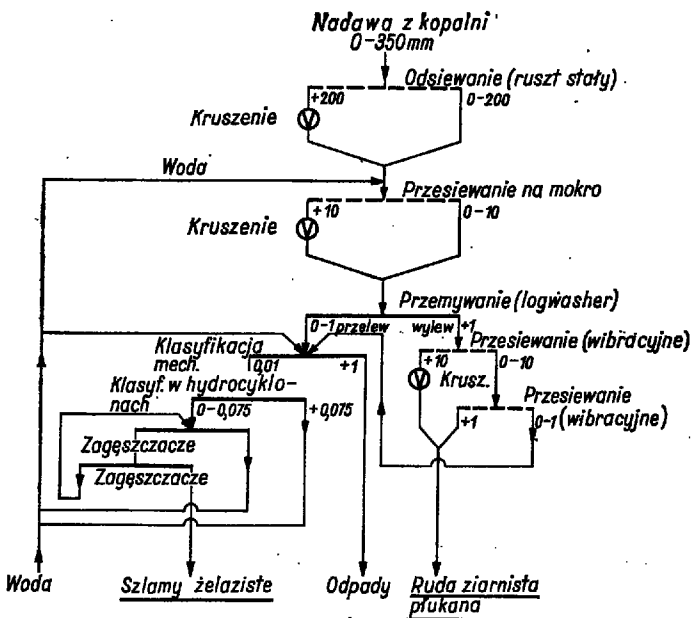 Nadawa z kopalni
0-350mm
Odsiewanie (ruszt stały)
+200
0-200
Kruszenie
Woda
Przesiewanie na mokro
+10
0-10
Kruszenie
Przemywanie (logwasher)
0-1 przelew
wylew
+1
Klasyfikacja
mech.
Przesiewanie (wibracyjne)
0,01
+1
+10
0-10
Krusz.
Klasyf. w hydrocyklo-
nach
0-0,075
+0,075
Przesiewanie
(wibracyjne)
+1
0-1
Zagęszczacze
Zagęszczacze
Woda
Szlamy żelaziste
Odpady
Ruda ziarnista
płukana